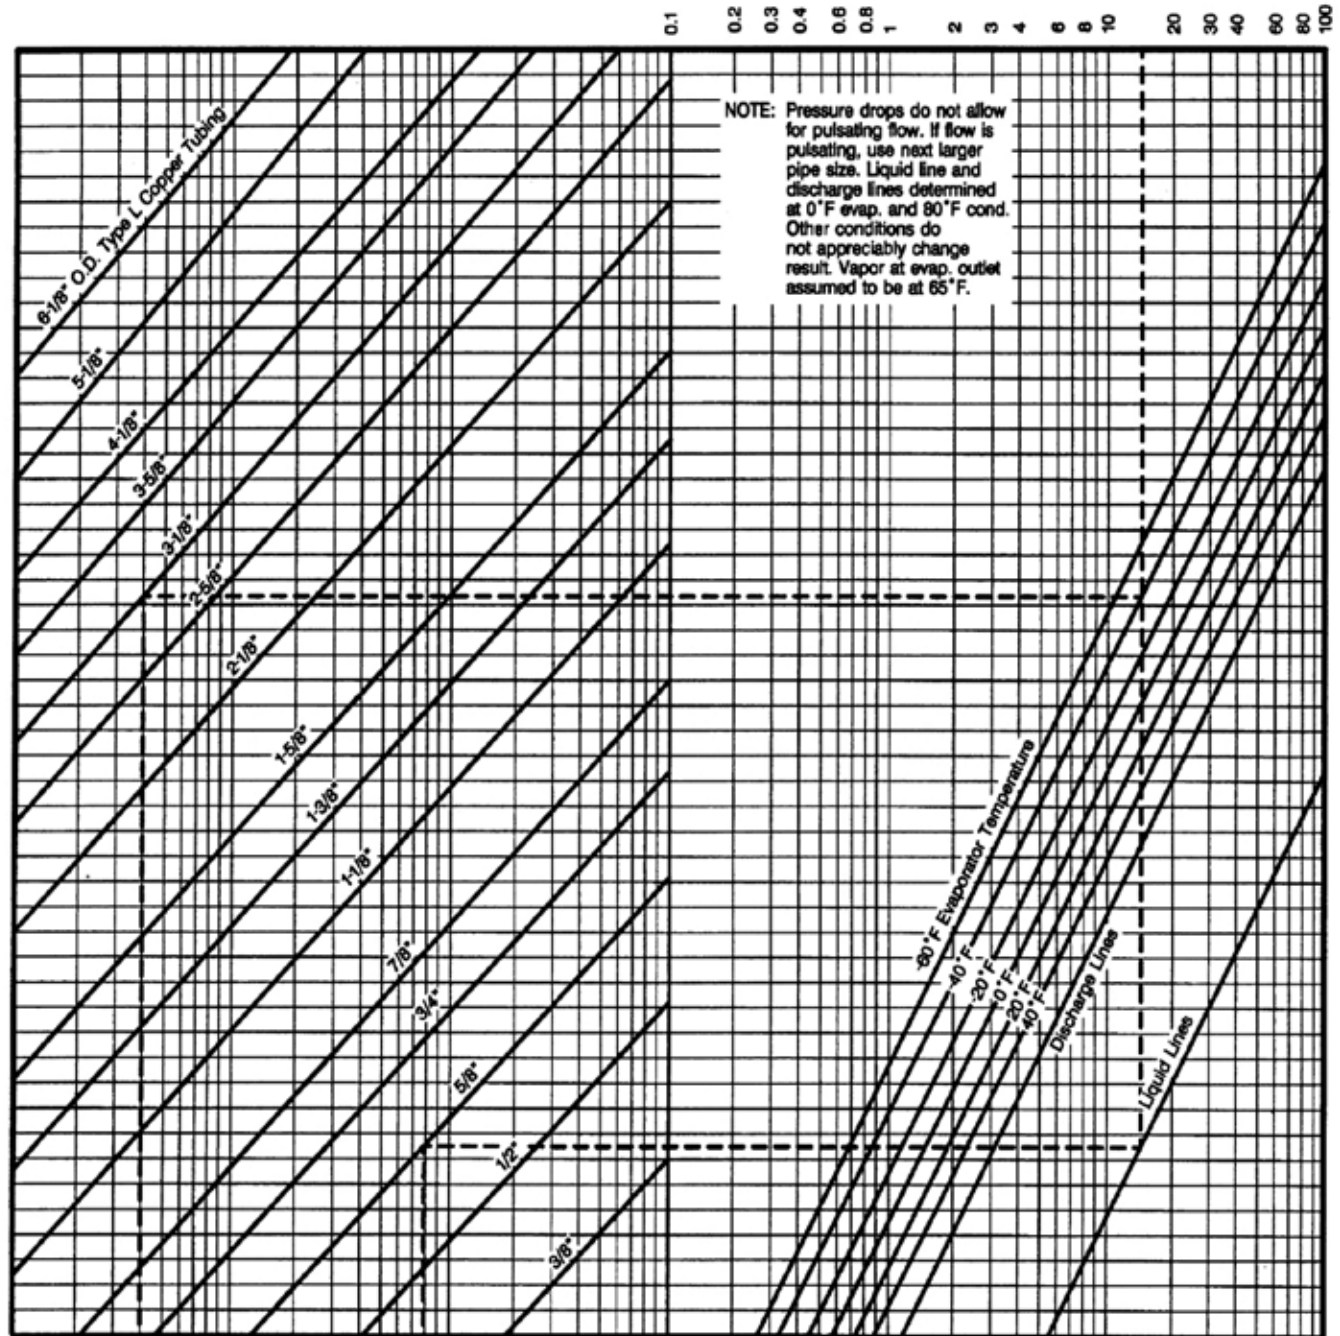 0.1 0.2 0.3 0.4 0.6 0.8 1 2 3 4 6 8 10 20 30 40 60 80 100
NOTE: Pressure drops do not allow
for pulsating flow. If flow is
pulsating, use next larger
pipe size. Liquid line and
discharge lines determined
at 0°F evap. and 80°F cond.
Other conditions do
not appreciably change
result. Vapor at evap. outlet
assumed to be at 65°F.
6-1/8" O.D. Type L Copper Tubing
5-1/8"
4-1/8"
3-5/8"
3-1/8"
2-5/8"
2-1/8"
1-5/8"
1-3/8"
1-1/8"
7/8"
3/4"
5/8"
1/2"
3/8"
-60°F Evaporator Temperature
-40°F
-20°F
0°F
20°F
40°F
Discharge Lines
Liquid Lines